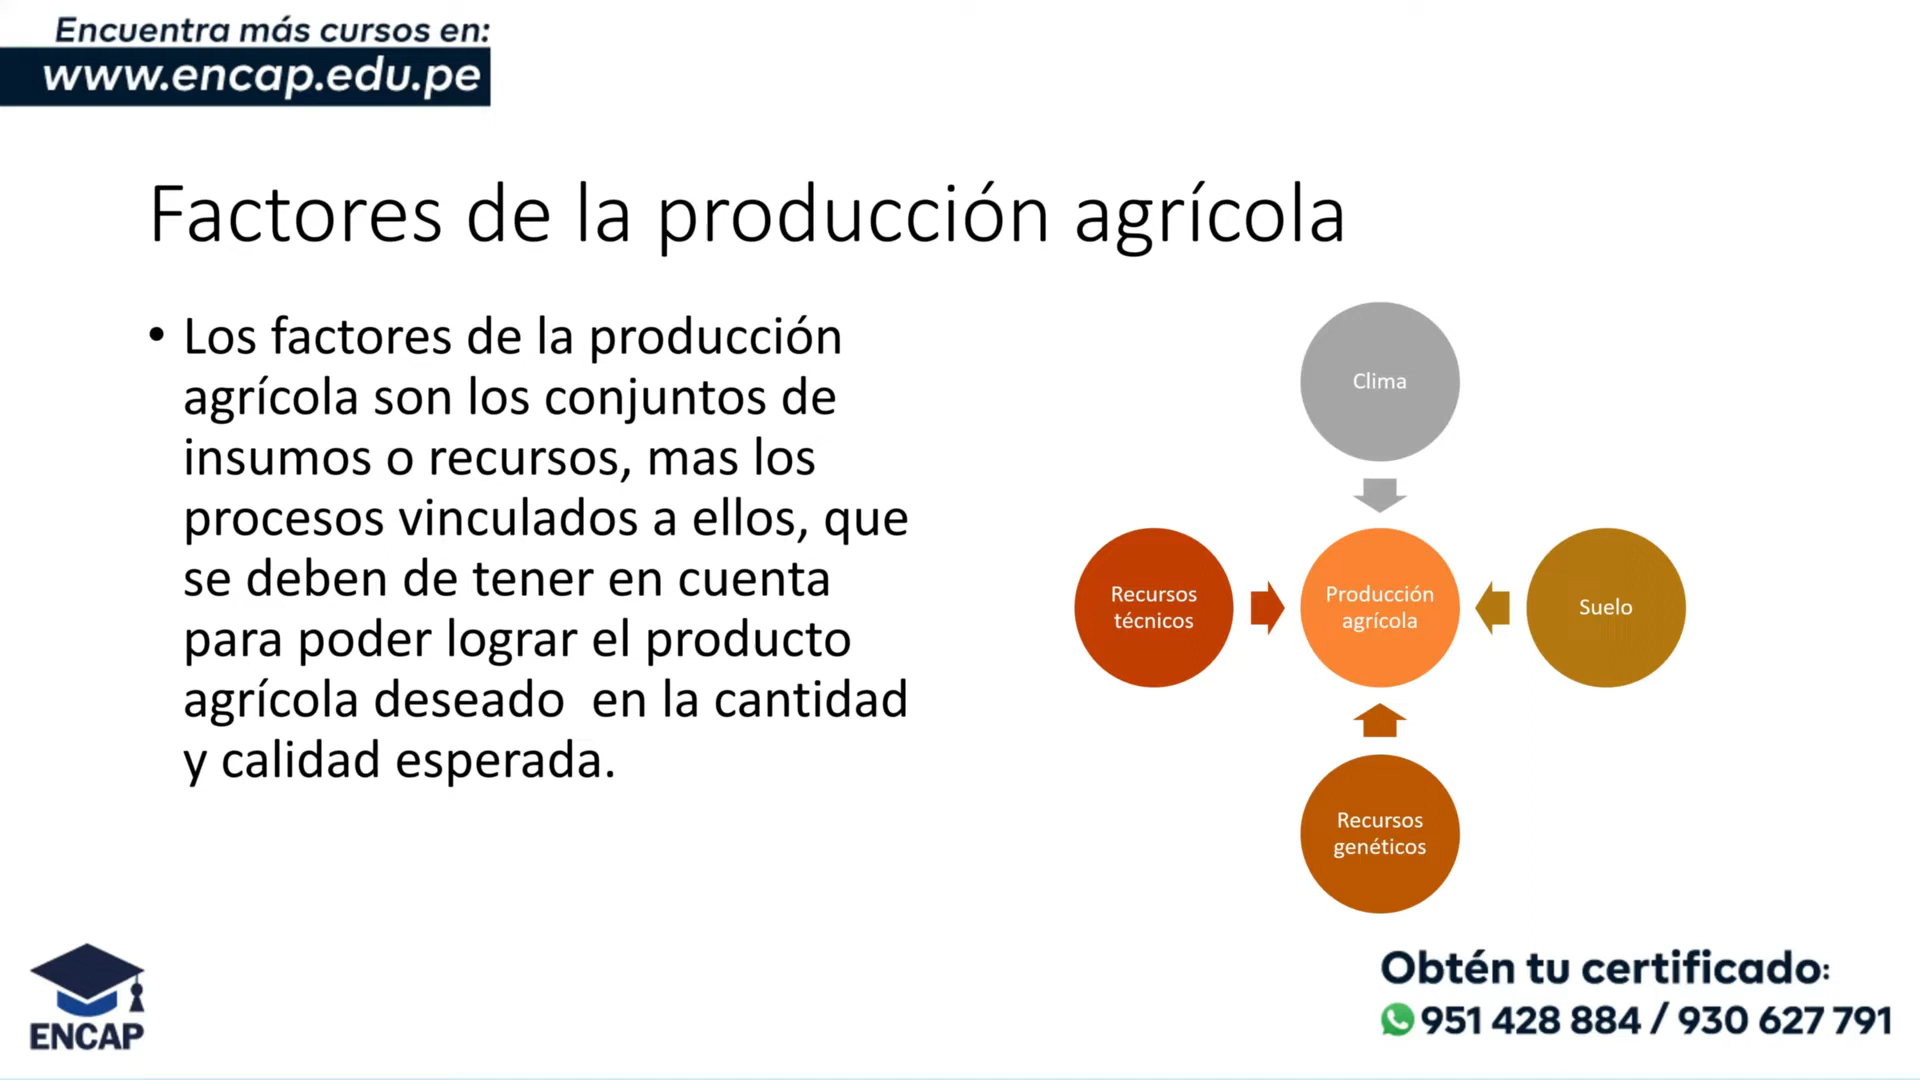 Encuentra más cursos en:
www.encap.edu.pe
Factores de la producción agrícola
• Los factores de la producción
agrícola son los conjuntos de
insumos o recursos, mas los
procesos vinculados a ellos, que
se deben de tener en cuenta
para poder lograr el producto
agrícola deseado  en la cantidad
y calidad esperada.
Clima
Recursos
técnicos
Producción
agrícola
Suelo
Recursos
genéticos
ENCAP
Obtén tu certificado:
951 428 884 / 930 627 791